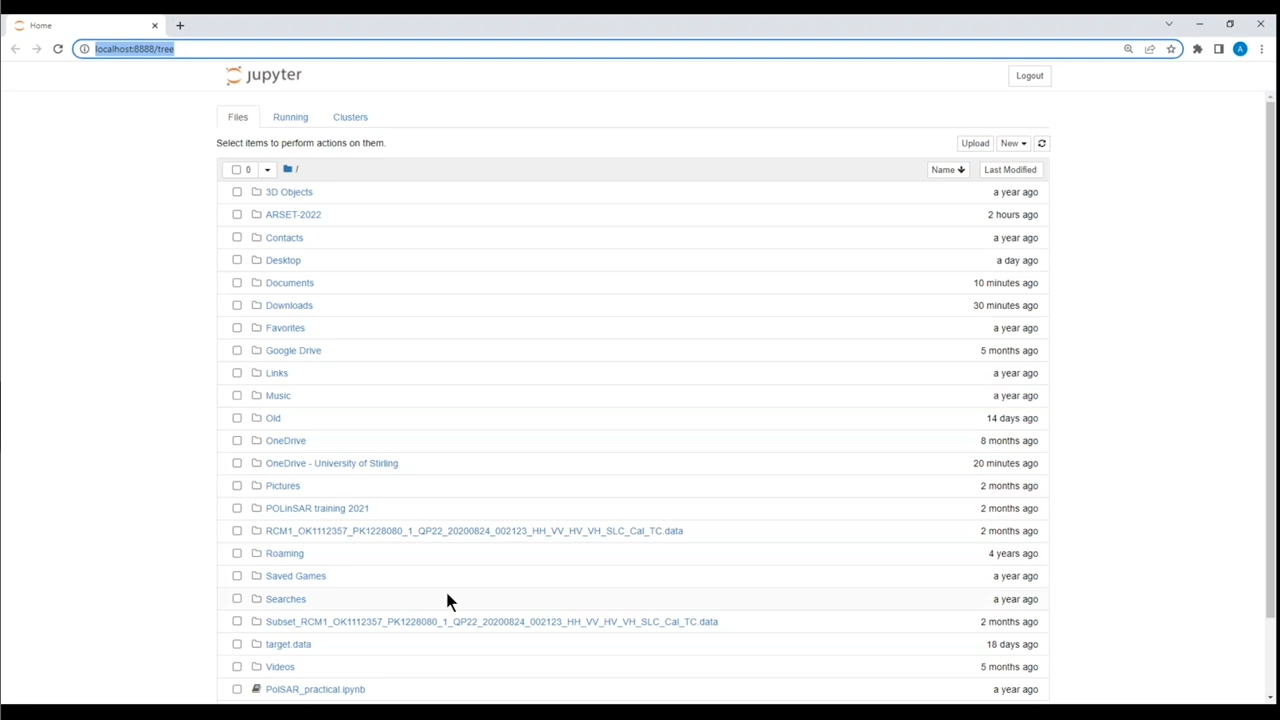 Home
localhost:8888/tree
A
jupyter
Logout
Files
Running
Clusters
Select items to perform actions on them.
Upload
New
0
/
Name
Last Modified
3D Objects a year ago
ARSET-2022 2 hours ago
Contacts a year ago
Desktop a day ago
Documents 10 minutes ago
Downloads 30 minutes ago
Favorites a year ago
Google Drive 5 months ago
Links a year ago
Music a year ago
Old 14 days ago
OneDrive 8 months ago
OneDrive - University of Stirling 20 minutes ago
Pictures 2 months ago
POLinSAR training 2021 2 months ago
RCM1_OK1112357_PK1228080_1_QP22_20200824_002123_HH_VV_HV_VH_SLC_Cal_TC.data 2 months ago
Roaming 4 years ago
Saved Games a year ago
Searches a year ago
Subset_RCM1_OK1112357_PK1228080_1_QP22_20200824_002123_HH_VV_HV_VH_SLC_Cal_TC.data 2 months ago
target.data 18 days ago
Videos 5 months ago
PolSAR_practical.ipynb a year ago